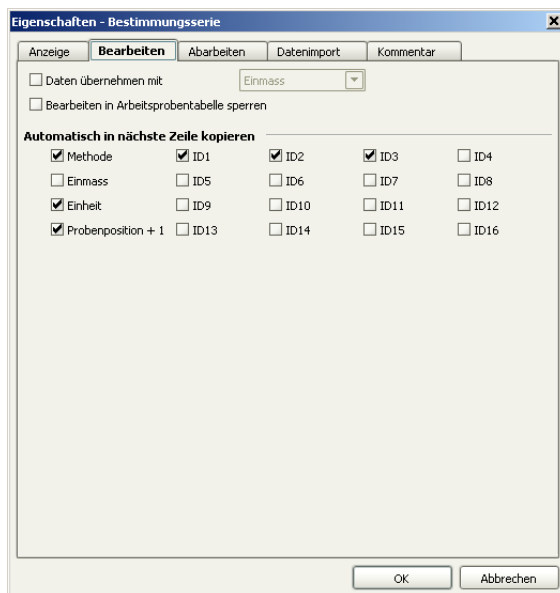 Eigenschaften - Bestimmungsserie
Anzeige Bearbeiten Abarbeiten Datenimport Kommentar
Daten übernehmen mit Einmass
Bearbeiten in Arbeitsprobentabelle sperren
Automatisch in nächste Zeile kopieren
Methode ID1 ID2 ID3 ID4
Einmass ID5 ID6 ID7 ID8
Einheit ID9 ID10 ID11 ID12
Probenposition + 1 ID13 ID14 ID15 ID16
OK Abbrechen